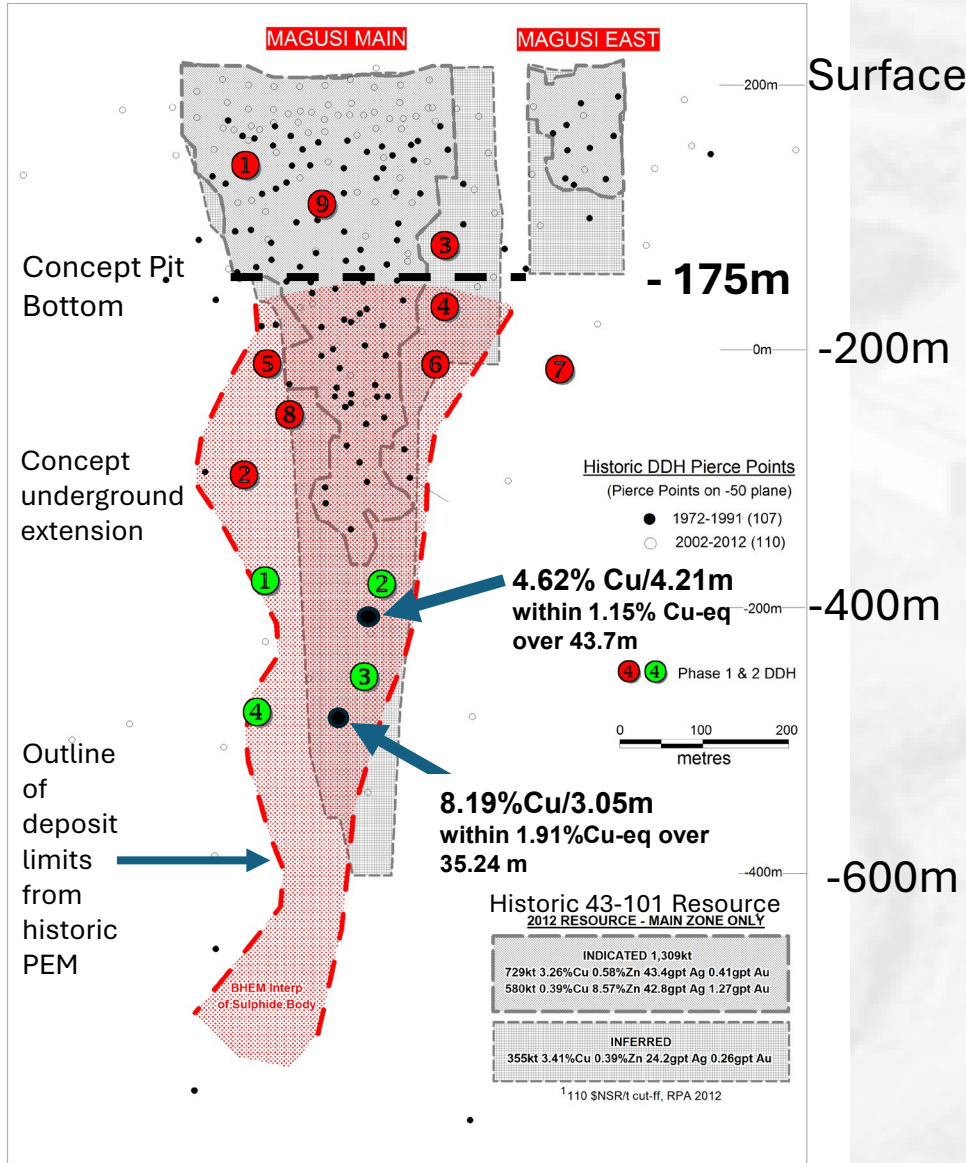 MAGUSI MAIN
MAGUSI EAST
Surface
200m
1
9
3
Concept Pit
Bottom
- 175m
4
0m
-200m
5
6
7
8
2
Concept
underground
extension
Historic DDH Pierce Points
(Pierce Points on -50 plane)
1972-1991 (107)
2002-2012 (110)
1
2
4.62% Cu/4.21m
within 1.15% Cu-eq
over 43.7m
-200m
-400m
3
4 4 Phase 1 & 2 DDH
4
0 100 200
metres
Outline
of
deposit
limits
from
historic
PEM
8.19%Cu/3.05m
within 1.91%Cu-eq over
35.24 m
-400m
-600m
Historic 43-101 Resource
2012 RESOURCE - MAIN ZONE ONLY
INDICATED 1,309kt
729kt 3.26%Cu 0.58%Zn 43.4gpt Ag 0.41gpt Au
580kt 0.39%Cu 8.57%Zn 42.8gpt Ag 1.27gpt Au
BHEM Interp
of Sulphide Body
INFERRED
355kt 3.41%Cu 0.39%Zn 24.2gpt Ag 0.26gpt Au
1 110 $NSR/t cut-ff, RPA 2012